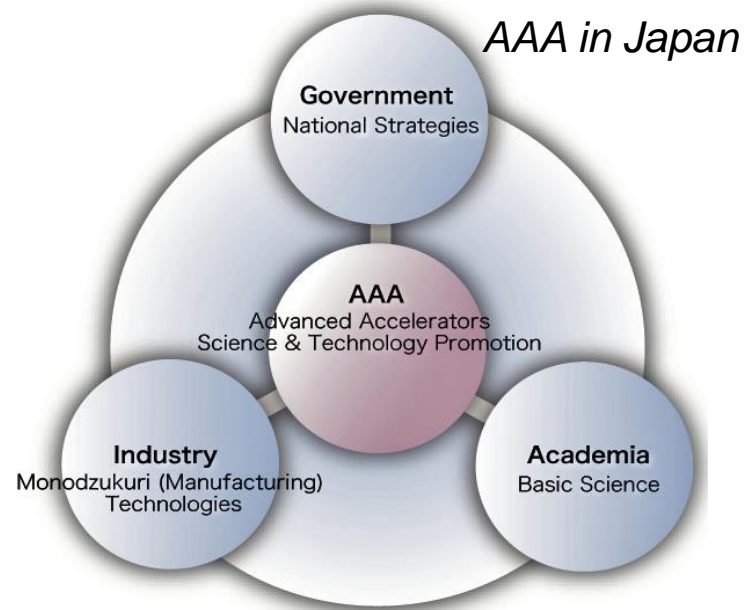 AAA in Japan
Government
National Strategies
AAA
Advanced Accelerators
Science & Technology Promotion
Industry
Monodzukuri (Manufacturing)
Technologies
Academia
Basic Science